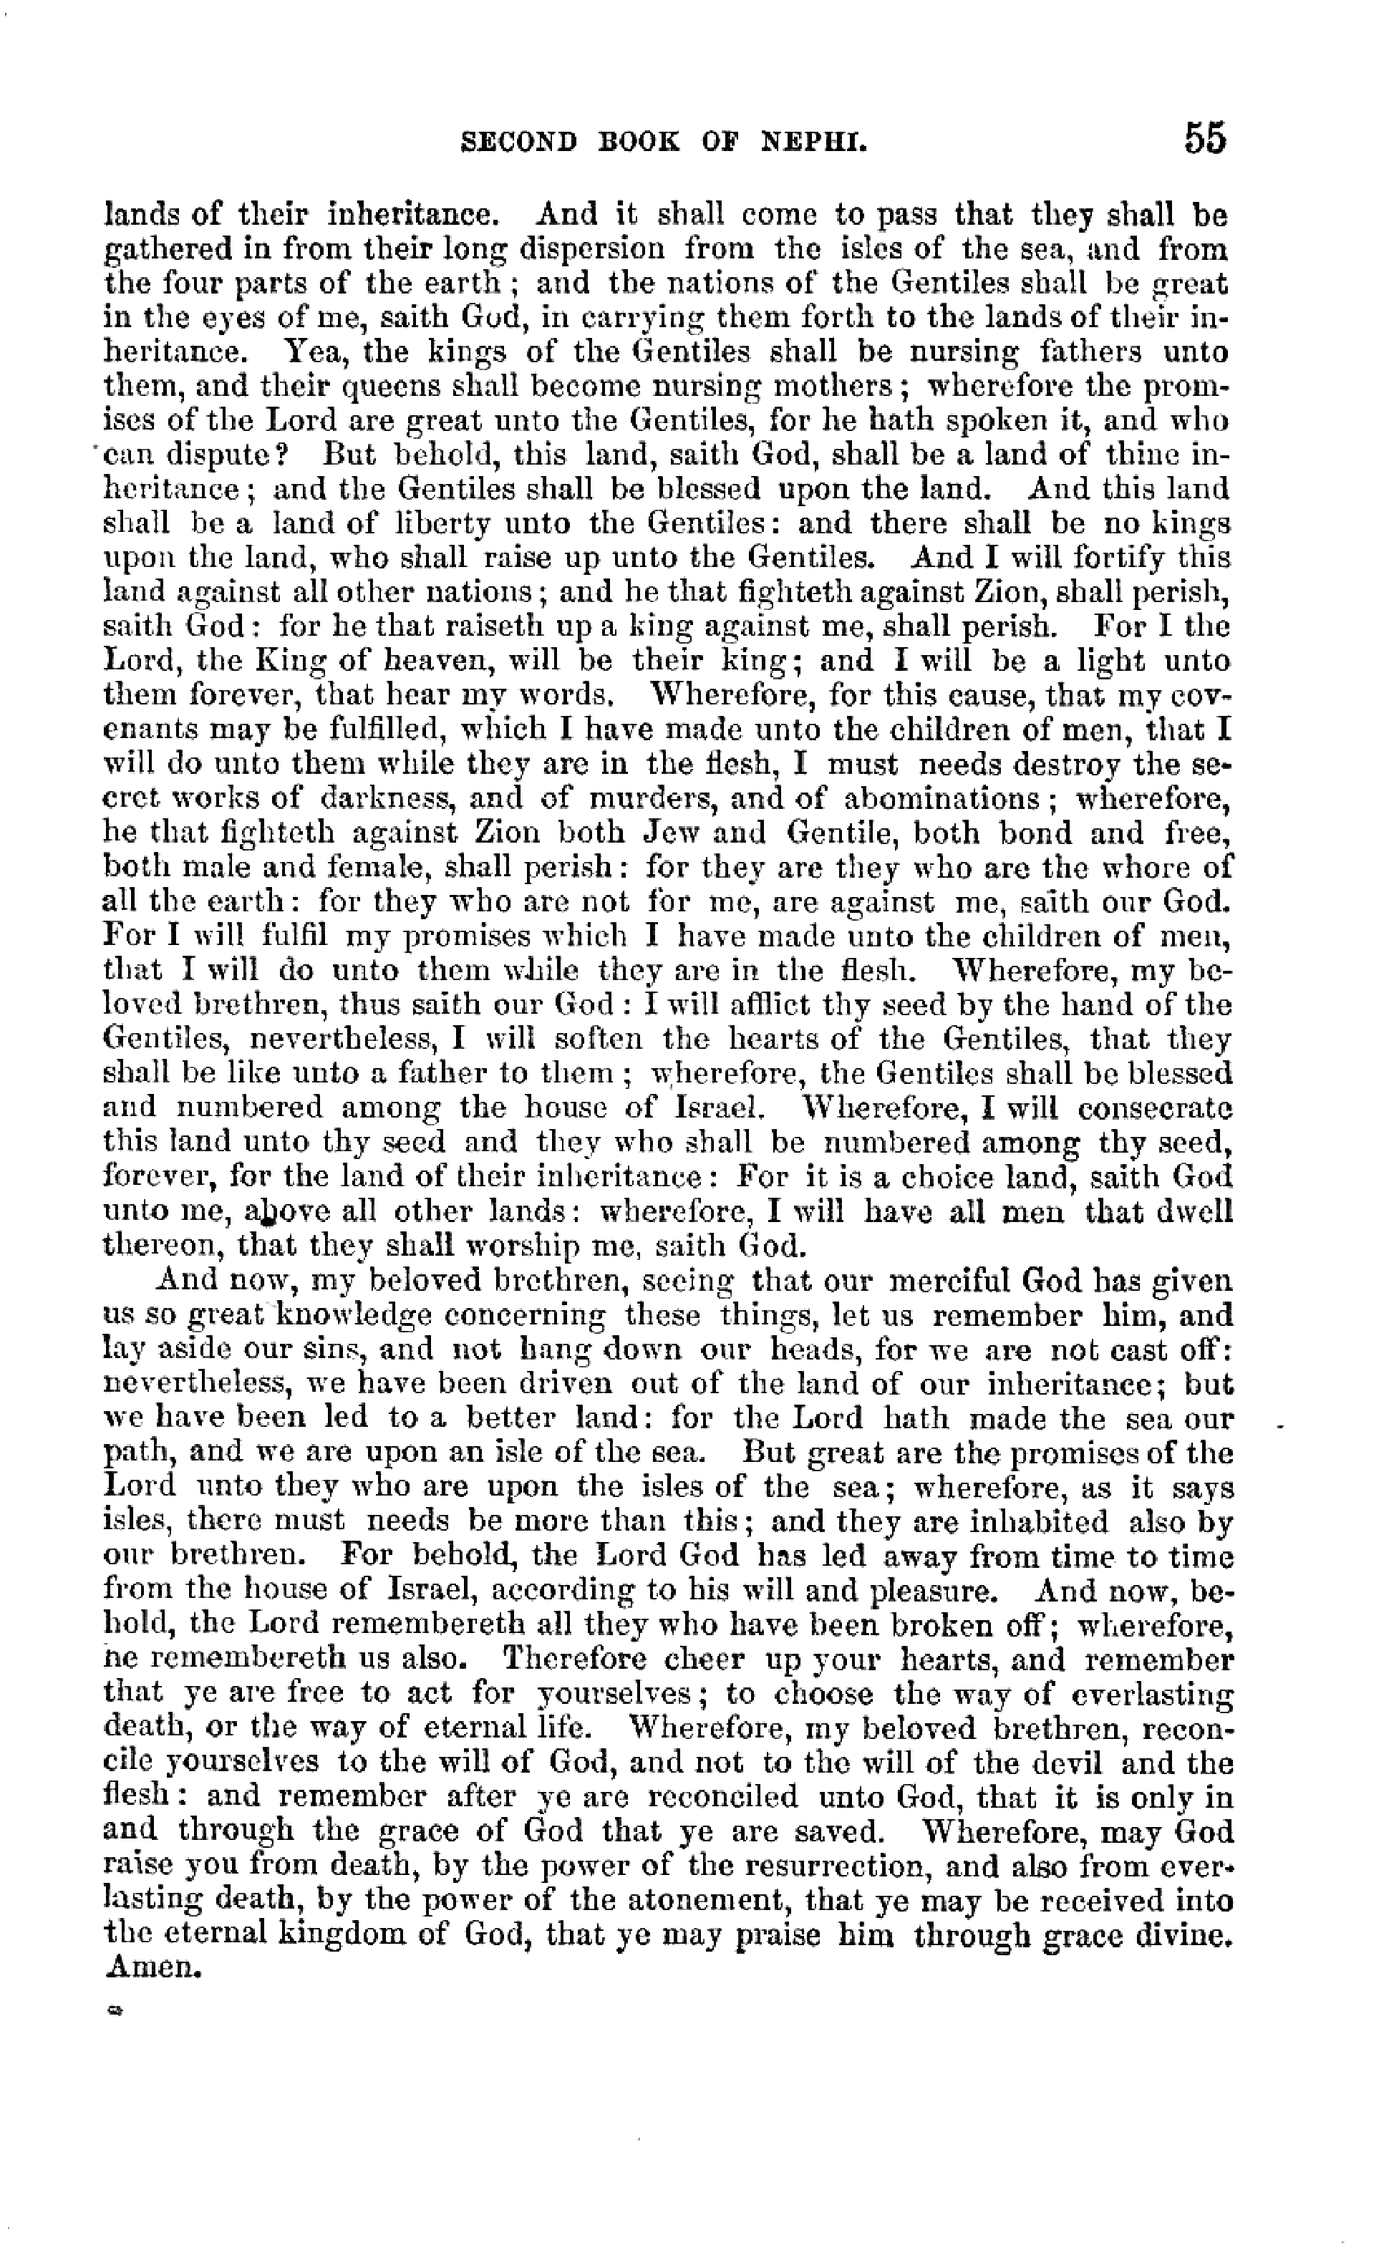 SECOND BOOK OF NEPHI. 55
lands of their inheritance. And it shall come to pass that they shall be
gathered in from their long dispersion from the isles of the sea, and from
the four parts of the earth; and the nations of the Gentiles shall be great
in the eyes of me, saith God, in carrying them forth to the lands of their in-
heritance. Yea, the kings of the Gentiles shall be nursing fathers unto
them, and their queens shall become nursing mothers; wherefore the prom-
ises of the Lord are great unto the Gentiles, for he hath spoken it, and who
can dispute? But behold, this land, saith God, shall be a land of thine in-
heritance; and the Gentiles shall be blessed upon the land. And this land
shall be a land of liberty unto the Gentiles: and there shall be no kings
upon the land, who shall raise up unto the Gentiles. And I will fortify this
land against all other nations; and he that fighteth against Zion, shall perish,
saith God: for he that raiseth up a king against me, shall perish. For I the
Lord, the King of heaven, will be their king; and I will be a light unto
them forever, that hear my words. Wherefore, for this cause, that my cov-
enants may be fulfilled, which I have made unto the children of men, that I
will do unto them while they are in the flesh, I must needs destroy the se-
cret works of darkness, and of murders, and of abominations; wherefore,
he that fighteth against Zion both Jew and Gentile, both bond and free,
both male and female, shall perish: for they are they who are the whore of
all the earth: for they who are not for me, are against me, saith our God.
For I will fulfil my promises which I have made unto the children of men,
that I will do unto them while they are in the flesh. Wherefore, my be-
loved brethren, thus saith our God: I will afflict thy seed by the hand of the
Gentiles, nevertheless, I will soften the hearts of the Gentiles, that they
shall be like unto a father to them; wherefore, the Gentiles shall be blessed
and numbered among the house of Israel. Wherefore, I will consecrate
this land unto thy seed and they who shall be numbered among thy seed,
forever, for the land of their inheritance: For it is a choice land, saith God
unto me, above all other lands: wherefore, I will have all men that dwell
thereon, that they shall worship me, saith God.
And now, my beloved brethren, seeing that our merciful God has given
us so great knowledge concerning these things, let us remember him, and
lay aside our sins, and not hang down our heads, for we are not cast off:
nevertheless, we have been driven out of the land of our inheritance; but
we have been led to a better land: for the Lord hath made the sea our
path, and we are upon an isle of the sea. But great are the promises of the
Lord unto they who are upon the isles of the sea; wherefore, as it says
isles, there must needs be more than this; and they are inhabited also by
our brethren. For behold, the Lord God has led away from time to time
from the house of Israel, according to his will and pleasure. And now, be-
hold, the Lord remembereth all they who have been broken off; wherefore,
he remembereth us also. Therefore cheer up your hearts, and remember
that ye are free to act for yourselves; to choose the way of everlasting
death, or the way of eternal life. Wherefore, my beloved brethren, recon-
cile yourselves to the will of God, and not to the will of the devil and the
flesh: and remember after ye are reconciled unto God, that it is only in
and through the grace of God that ye are saved. Wherefore, may God
raise you from death, by the power of the resurrection, and also from ever-
lasting death, by the power of the atonement, that ye may be received into
the eternal kingdom of God, that ye may praise him through grace divine.
Amen.